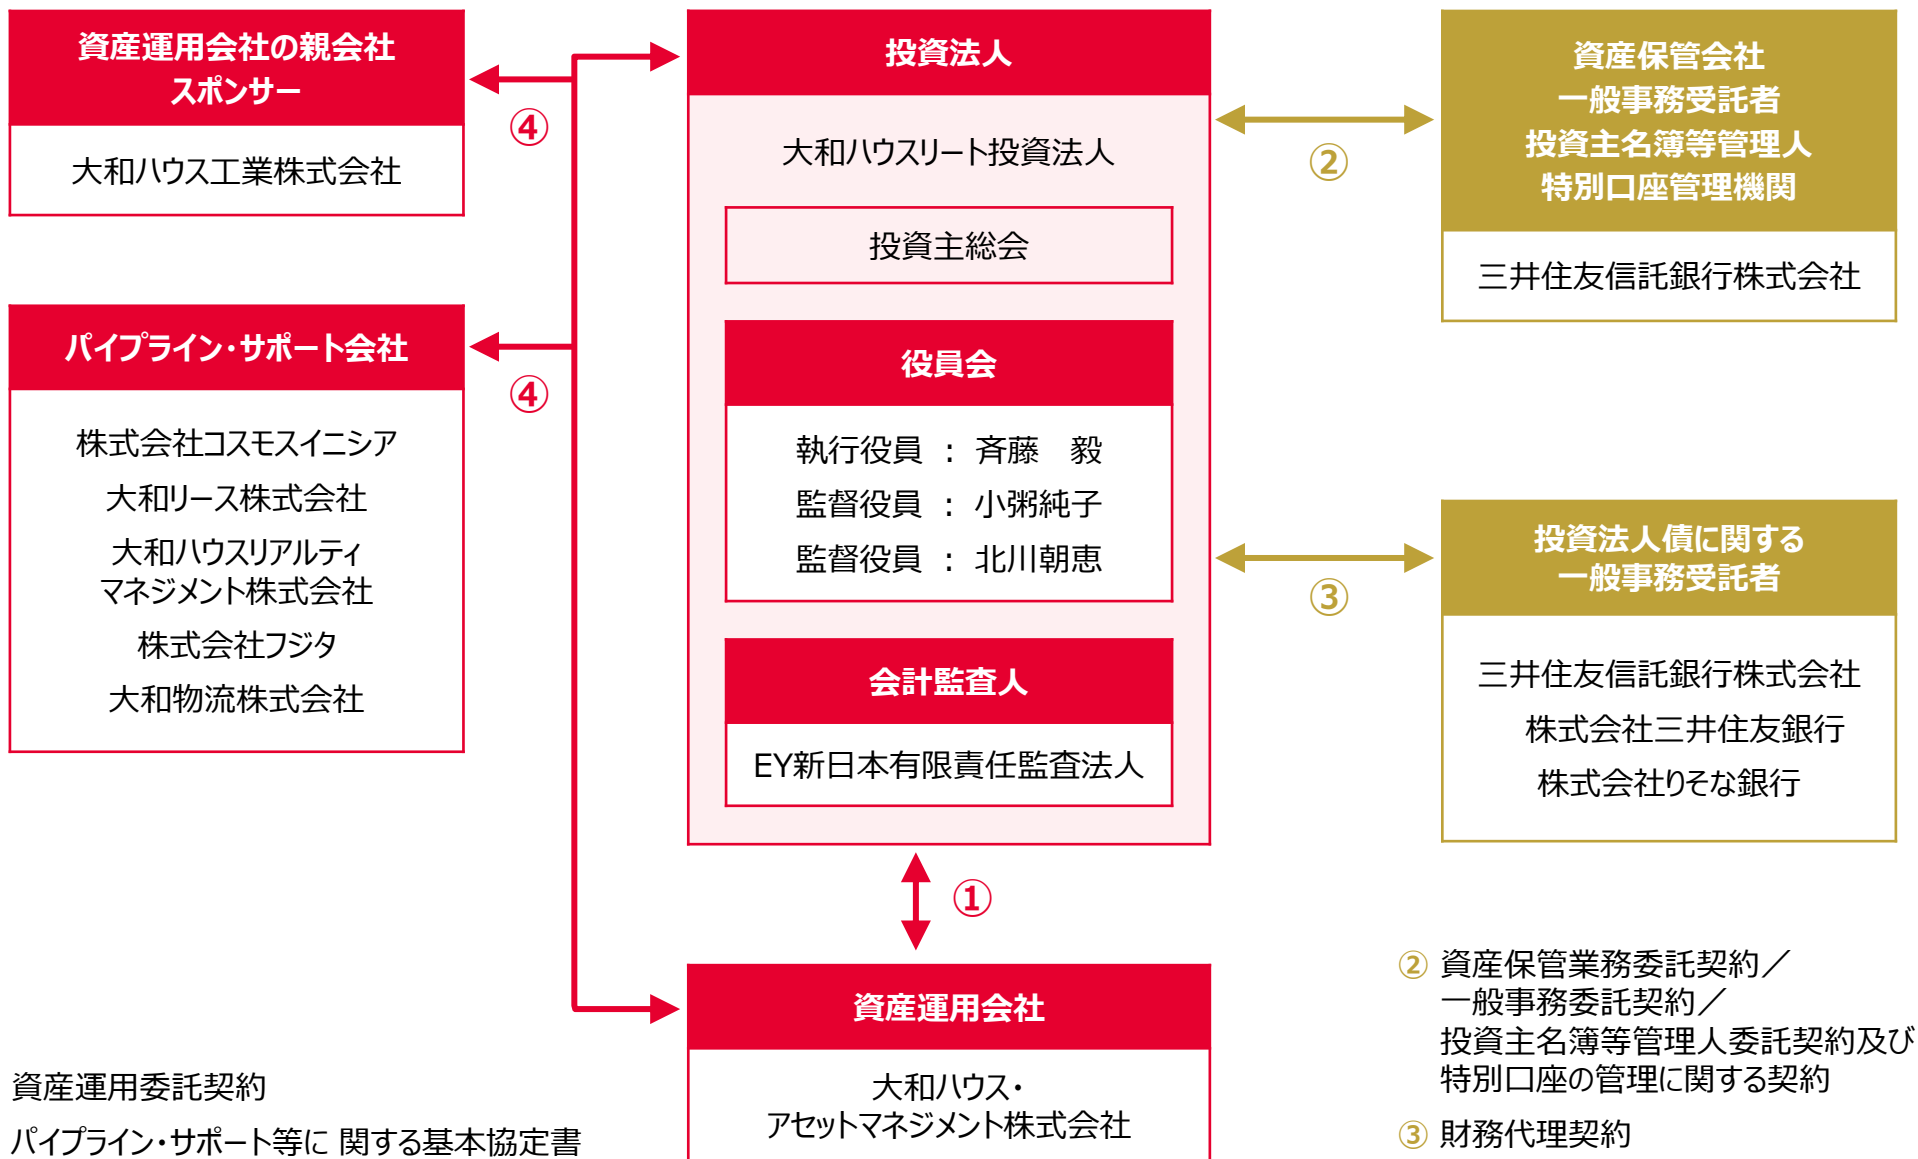 資産運用会社の親会社
スポンサー
大和ハウス工業株式会社
④
パイプライン・サポート会社
④
株式会社コスモスイニシア
大和リース株式会社
大和ハウスリアルティ
マネジメント株式会社
株式会社フジタ
大和物流株式会社
投資法人
大和ハウスリート投資法人
投資主総会
役員会
執行役員 : 斉藤　毅
監督役員 : 小粥純子
監督役員 : 北川朝恵
会計監査人
EY新日本有限責任監査法人
①
資産運用会社
大和ハウス・
アセットマネジメント株式会社
②
資産保管会社
一般事務受託者
投資主名簿等管理人
特別口座管理機関
三井住友信託銀行株式会社
③
投資法人債に関する
一般事務受託者
三井住友信託銀行株式会社
株式会社三井住友銀行
株式会社りそな銀行
資産運用委託契約
パイプライン・サポート等に 関する基本協定書
② 資産保管業務委託契約／
一般事務委託契約／
投資主名簿等管理人委託契約及び
特別口座の管理に関する契約
③ 財務代理契約